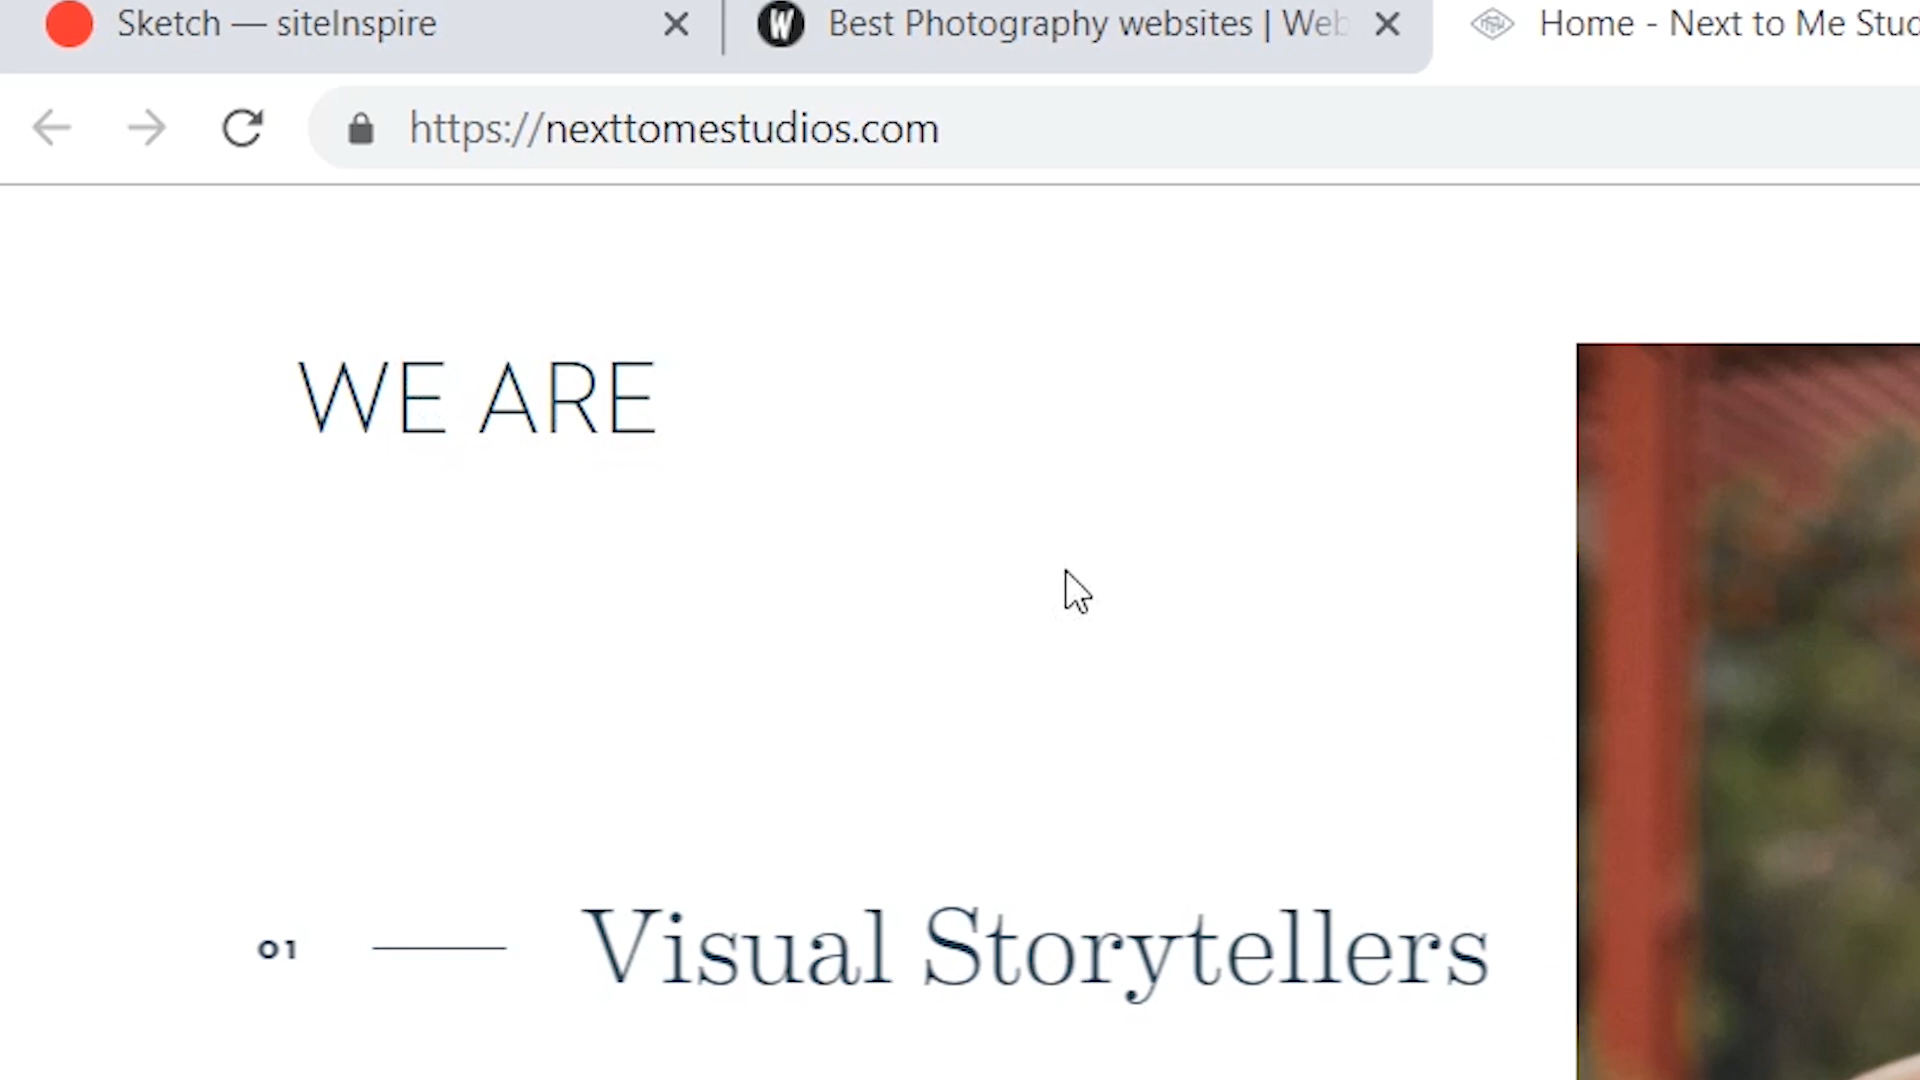 Sketch — siteInspire
W Best Photography websites | Web
Home - Next to Me Stud
https://nexttomestudios.com
WE ARE
01 Visual Storytellers